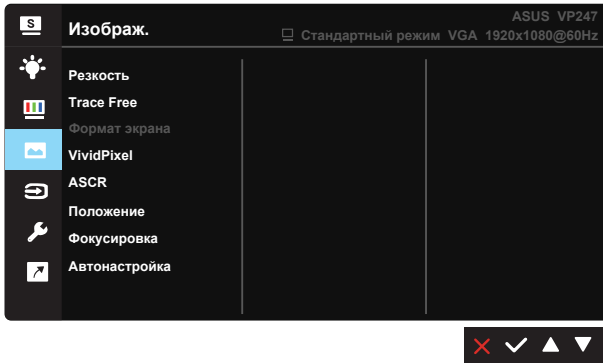 S
Изображ.
ASUS VP247
Стандартный режим VGA 1920x1080@60Hz
Резкость
Trace Free
Формат экрана
VividPixel
ASCR
Положение
Фокусировка
Автонастройка